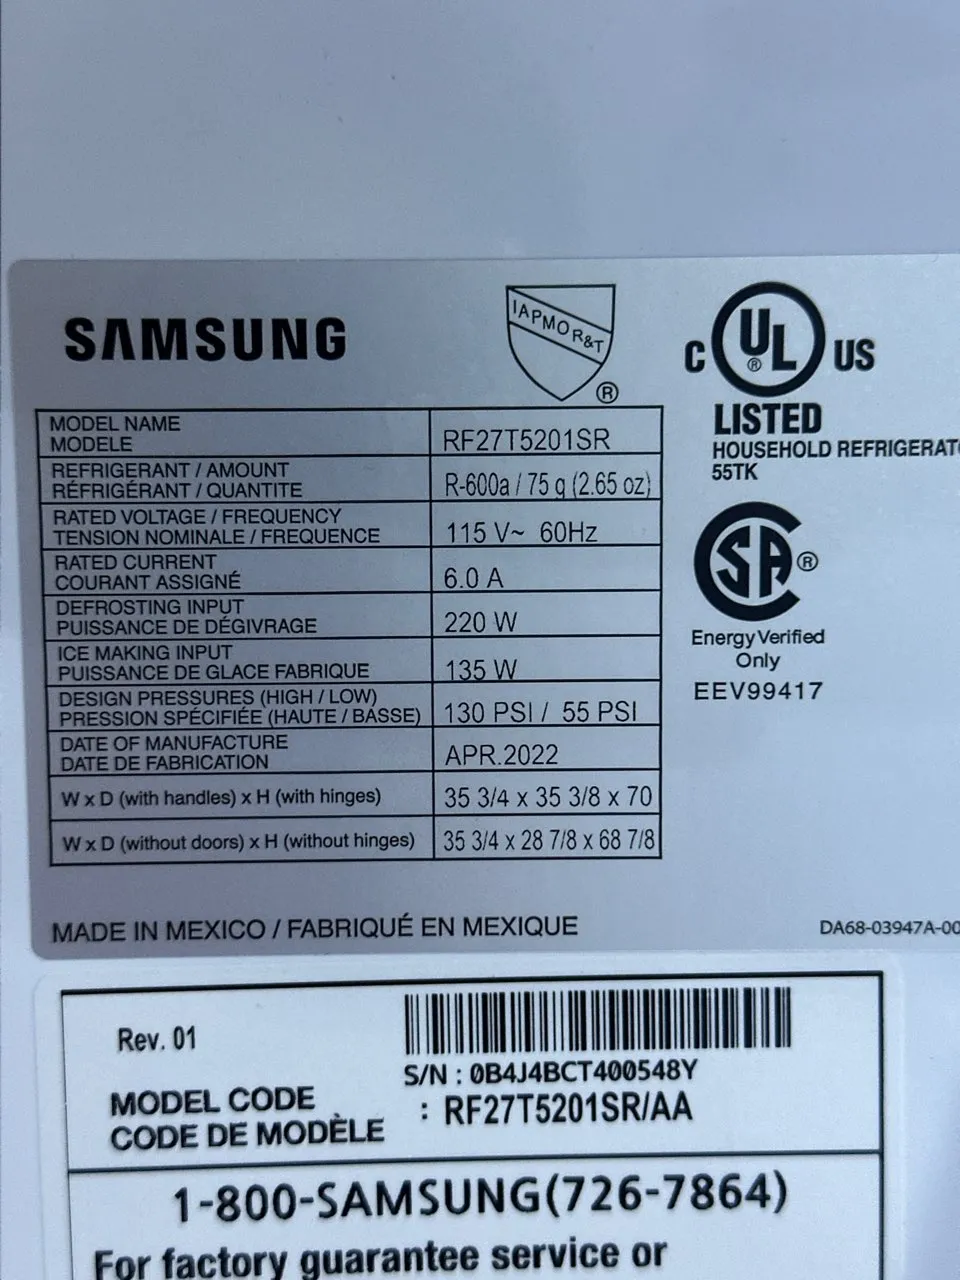 SAMSUNG
IAPMO R&T
®
C UL US
®
LISTED
HOUSEHOLD REFRIGERAT
55TK
MODEL NAME
MODELE
RF27T5201SR
REFRIGERANT / AMOUNT
RÉFRIGÉRANT / QUANTITE
R-600a / 75 g (2.65 oz)
RATED VOLTAGE / FREQUENCY
TENSION NOMINALE / FREQUENCE
115 V~ 60Hz
RATED CURRENT
COURANT ASSIGNÉ
6.0 A
DEFROSTING INPUT
PUISSANCE DE DÉGIVRAGE
220 W
ICE MAKING INPUT
PUISSANCE DE GLACE FABRIQUE
135 W
DESIGN PRESSURES (HIGH / LOW)
PRESSION SPÉCIFIÉE (HAUTE / BASSE)
130 PSI / 55 PSI
DATE OF MANUFACTURE
DATE DE FABRICATION
APR.2022
W x D (with handles) x H (with hinges)
35 3/4 x 35 3/8 x 70
W x D (without doors) x H (without hinges)
35 3/4 x 28 7/8 x 68 7/8
SA ®
Energy Verified
Only
EEV99417
MADE IN MEXICO / FABRIQUÉ EN MEXIQUE
DA68-03947A-00
Rev. 01
S/N : 0B4J4BCT400548Y
MODEL CODE
CODE DE MODÈLE
: RF27T5201SR/AA
1-800-SAMSUNG(726-7864)
For factory guarantee service or